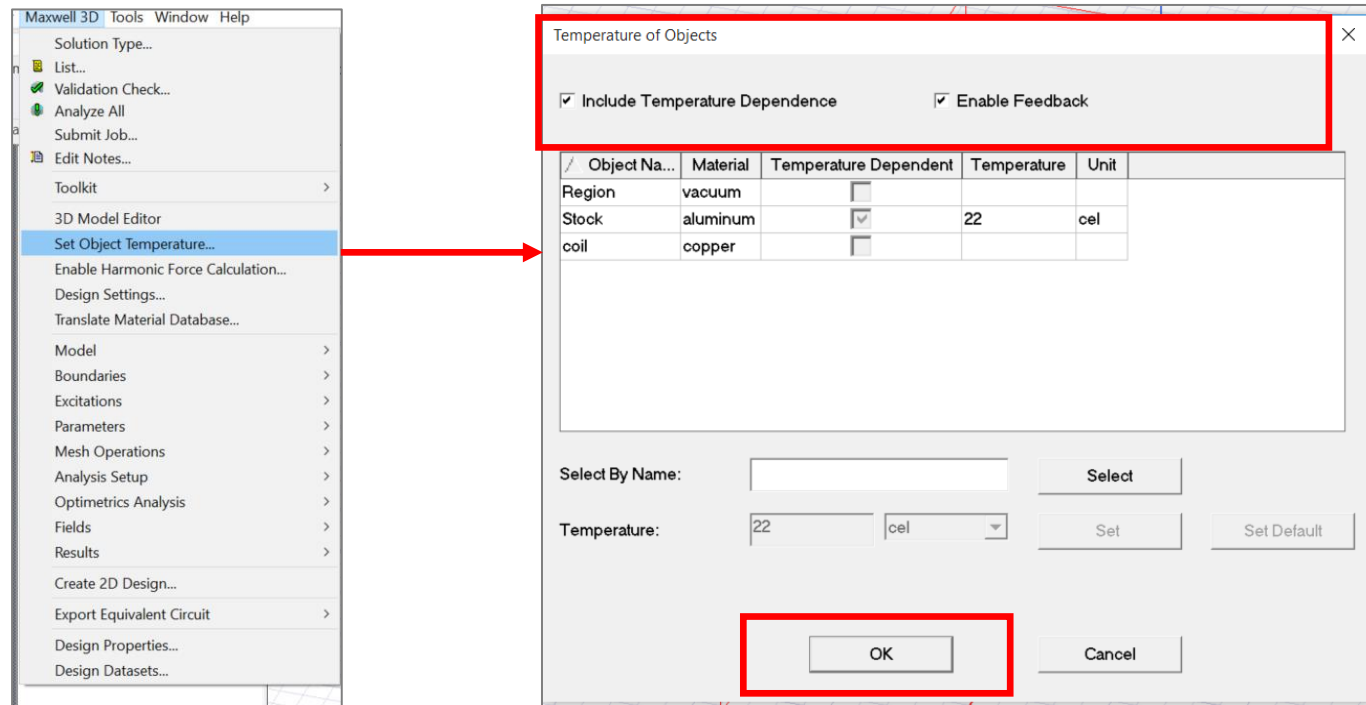 Maxwell 3D Tools Window Help
Solution Type...
List...
Validation Check...
Analyze All
Submit Job...
Edit Notes...
Toolkit
3D Model Editor
Set Object Temperature...
Enable Harmonic Force Calculation...
Design Settings...
Translate Material Database...
Model
Boundaries
Excitations
Parameters
Mesh Operations
Analysis Setup
Optimetrics Analysis
Fields
Results
Create 2D Design...
Export Equivalent Circuit
Design Properties...
Design Datasets...
Temperature of Objects
Include Temperature Dependence Enable Feedback
Object Na... Material Temperature Dependent Temperature Unit
Region vacuum
Stock aluminum 22 cel
coil copper
Select By Name: Select
Temperature: 22 cel Set Set Default
OK Cancel